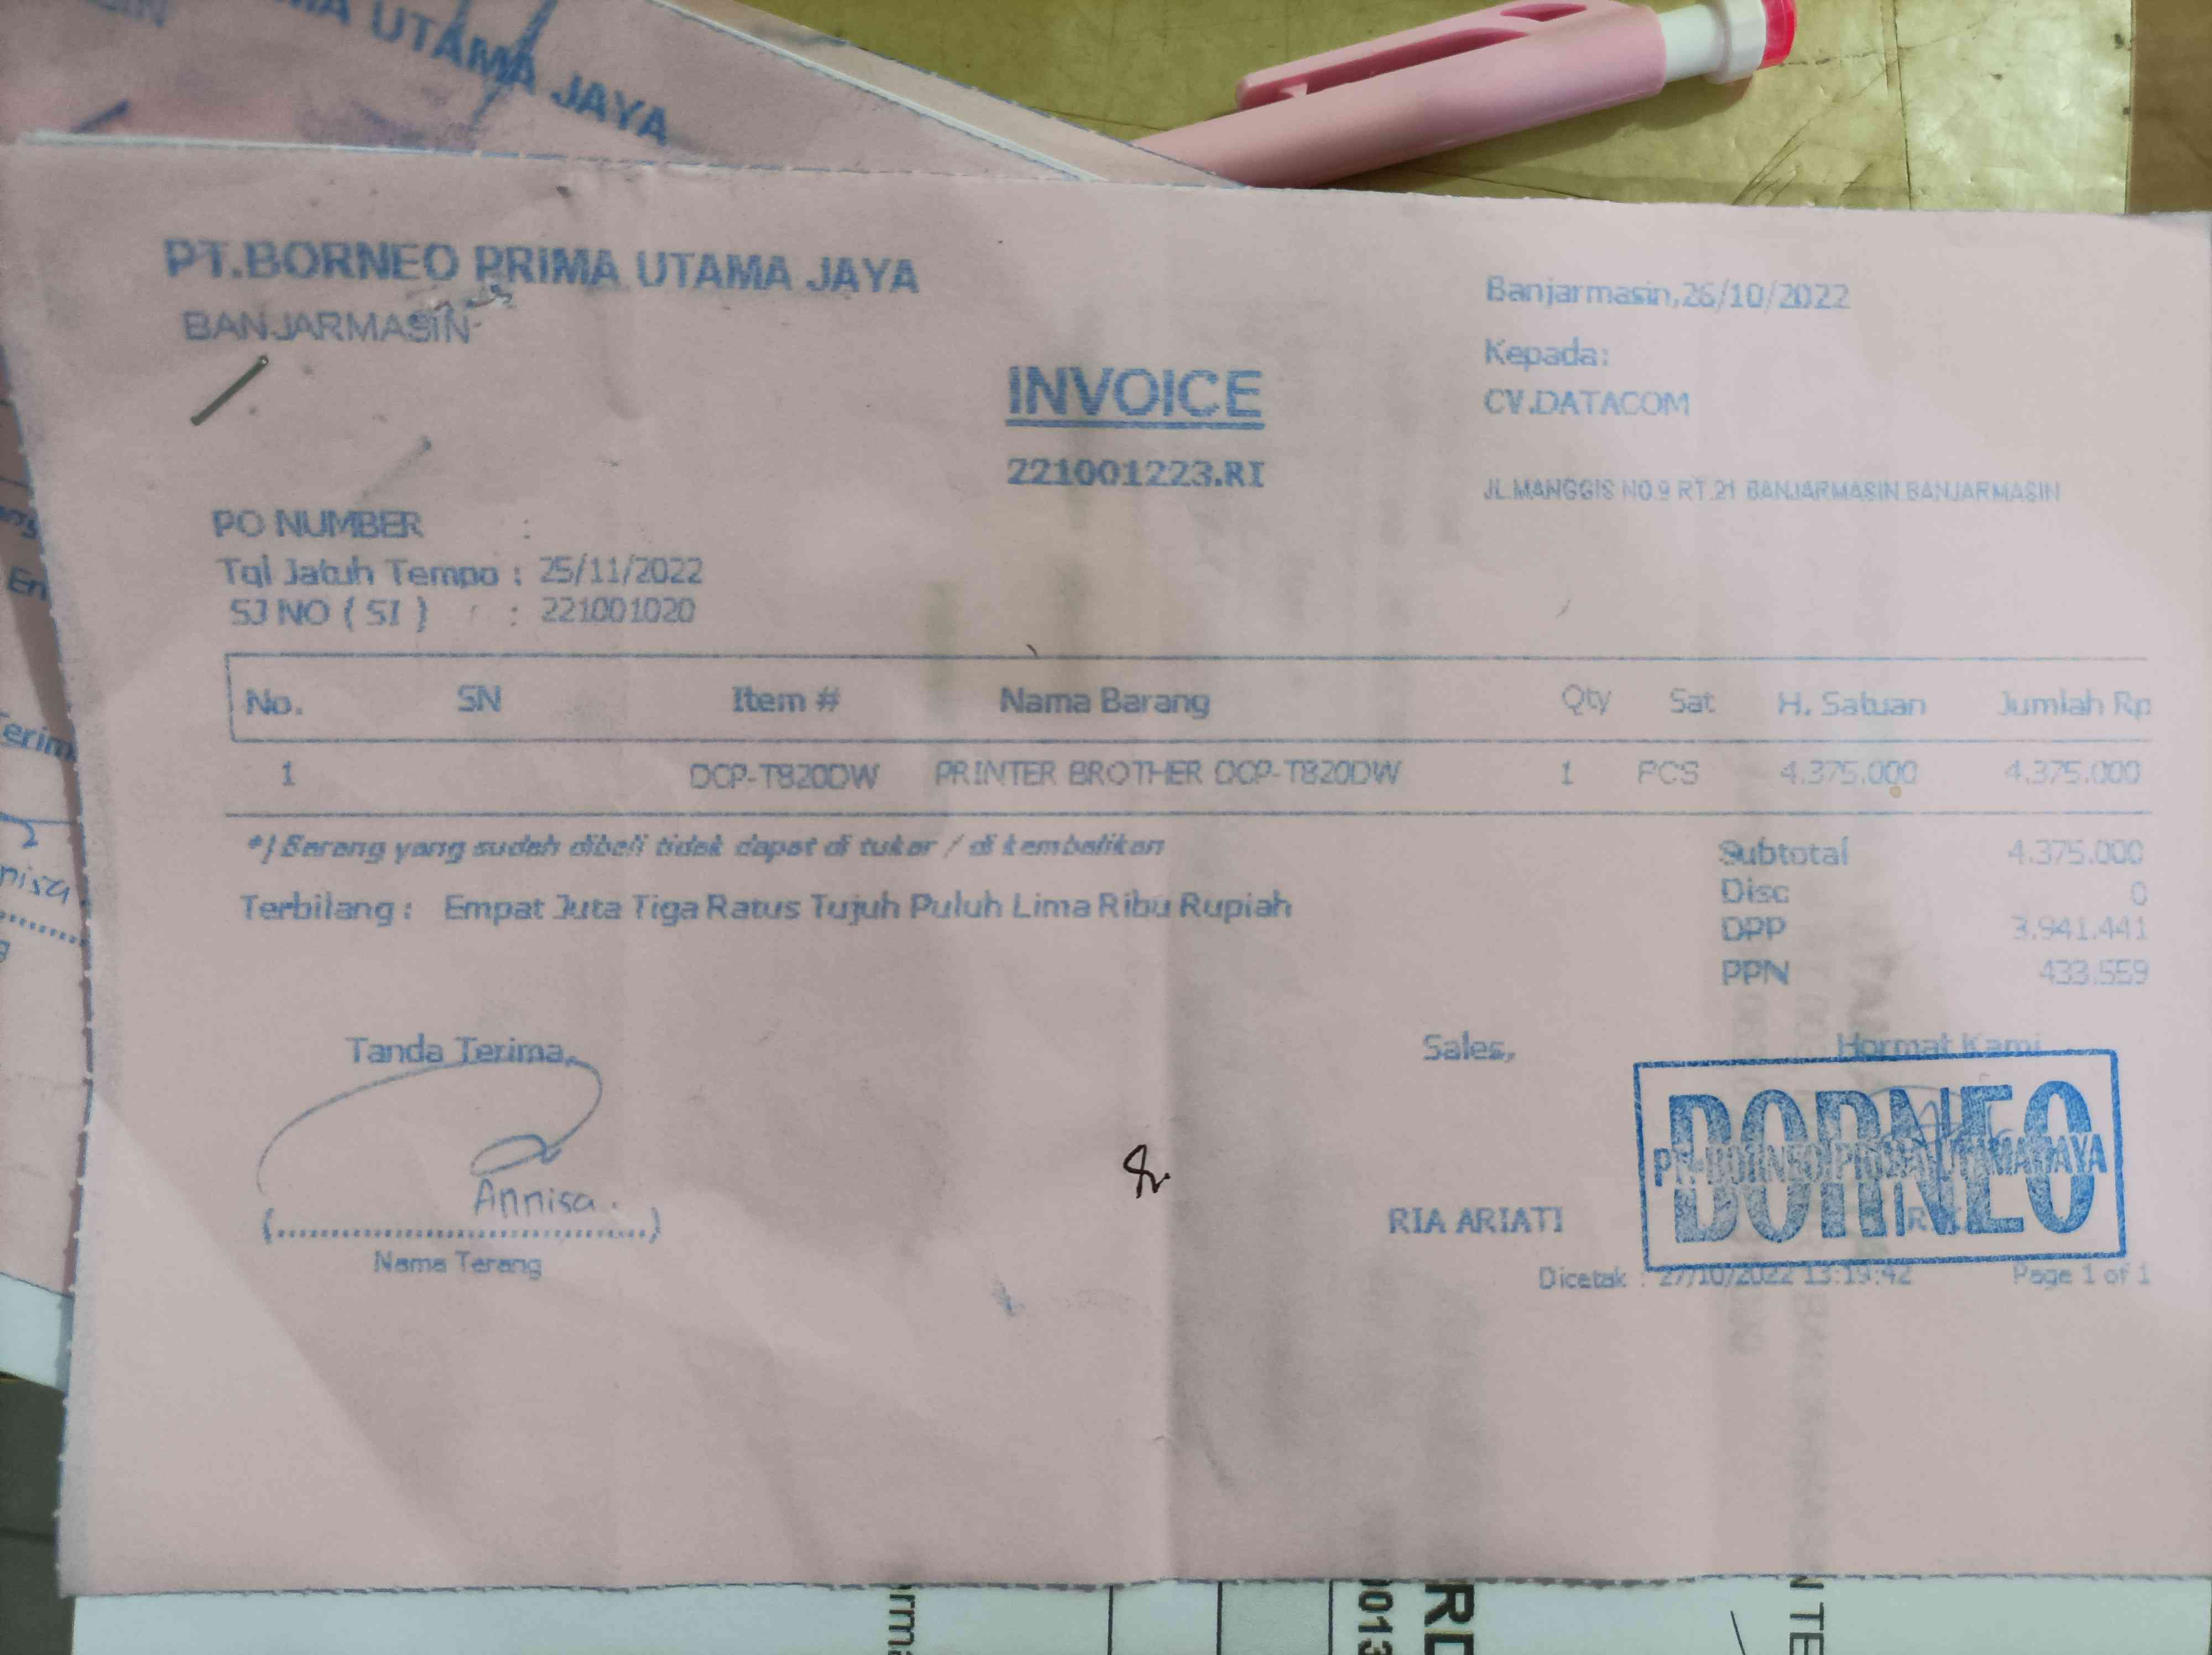 UTAMA JAYA
PT.BORNEO PRIMA UTAMA JAYA
BANJARMASIN
Banjarmasin,26/10/2022
Kepada:
CV.DATACOM
INVOICE
221001223.RI
JL.MANGGIS NO.9 RT.21 BANJARMASIN BANJARMASIN
PO NUMBER :
Tgl Jatuh Tempo : 25/11/2022
SJ NO ( SI ) : 221001020
No. SN Item # Nama Barang Qty Sat H. Satuan Jumlah Rp
1 DCP-T820DW PRINTER BROTHER DCP-T820DW 1 PCS 4.375.000 4.375.000
*) Barang yang sudah dibeli tidak dapat di tukar / di kembalikan
Terbilang : Empat Juta Tiga Ratus Tujuh Puluh Lima Ribu Rupiah
Subtotal 4.375.000
Disc 0
DPP 3.941.441
PPN 433.559
Tanda Terima,
Sales,
Hormat Kami
BORNEO
PT. BORNEO PRIMA UTAMA JAYA
Annisa
(........................................)
Nama Terang
RIA ARIATI
Dicetak : 27/10/2022 13:19:42 Page 1 of 1